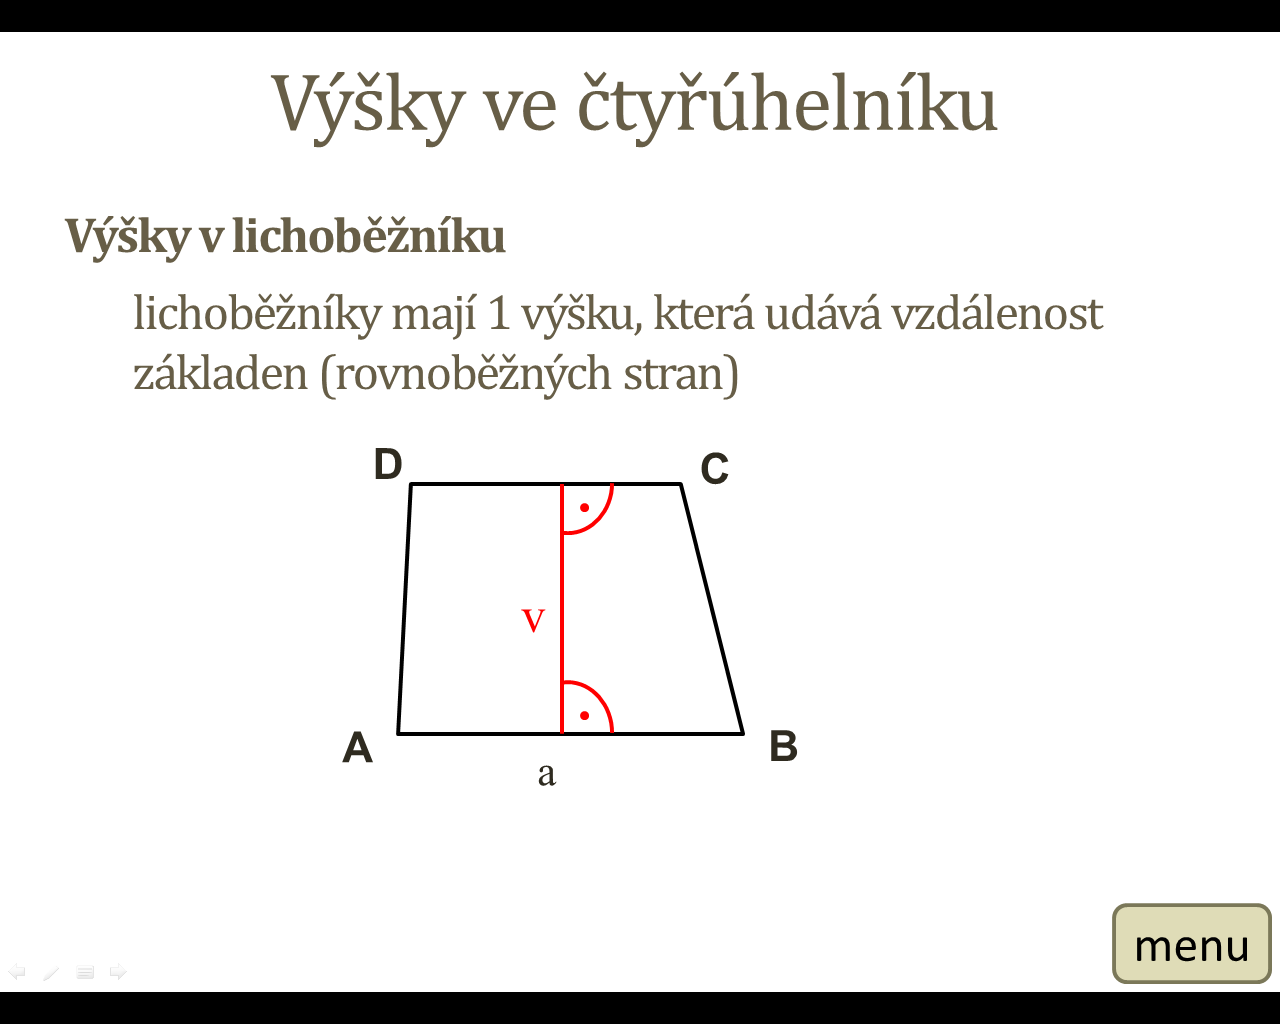 Výšky ve čtyřúhelníku
Výšky v lichoběžníku
lichoběžníky mají 1 výšku, která udává vzdálenost
základen (rovnoběžných stran)
D
C
v
A
B
a
menu